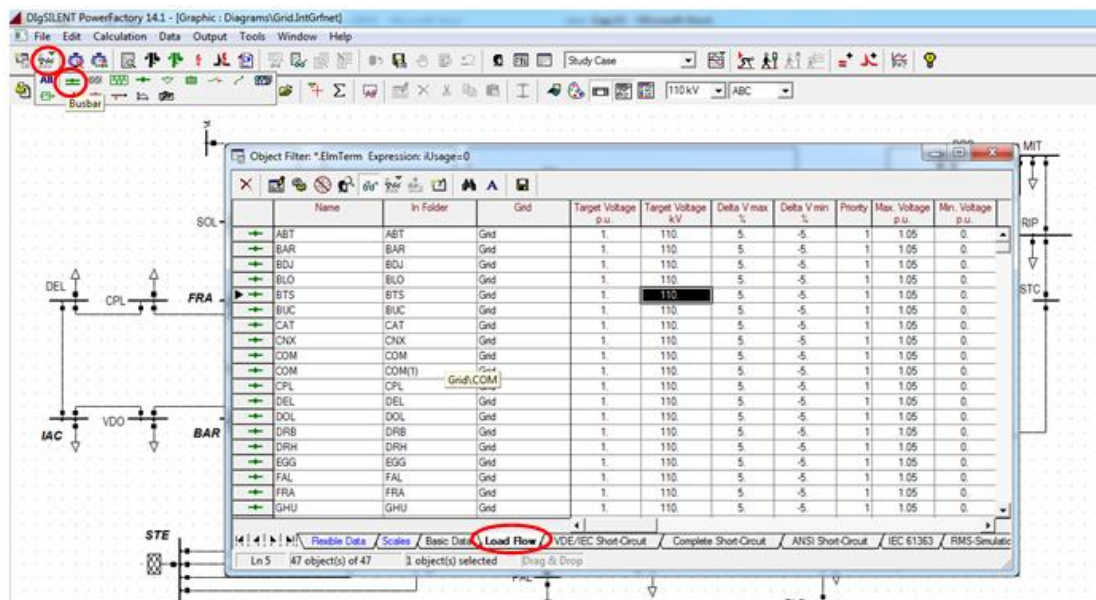 DIgSILENT PowerFactory 14.1 - [Graphic : Diagrams\Grid.IntGrfnet]
File Edit Calculation Data Output Tools Window Help
Study Case
All
110 kV ABC
Busbar
MIT
Object Filter: *.ElmTerm Expression: iUsage=0
SOL
RIP
STC
DEL
CPL
FRA
IAC
VDO
BAR
STE
Name In Folder Grid Target Voltage p.u. Target Voltage kV Delta V max % Delta V min % Priority Max. Voltage p.u. Min. Voltage p.u.
ABT ABT Grid 1. 110. 5. -5. 1 1.05 0.
BAR BAR Grid 1. 110. 5. -5. 1 1.05 0.
BDJ BDJ Grid 1. 110. 5. -5. 1 1.05 0.
BLO BLO Grid 1. 110. 5. -5. 1 1.05 0.
BTS BTS Grid 1. 110. 5. -5. 1 1.05 0.
BUC BUC Grid 1. 110. 5. -5. 1 1.05 0.
CAT CAT Grid 1. 110. 5. -5. 1 1.05 0.
CNX CNX Grid 1. 110. 5. -5. 1 1.05 0.
COM COM Grid 1. 110. 5. -5. 1 1.05 0.
COM COM(1) Grid 1. 110. 5. -5. 1 1.05 0.
Grid\COM
CPL CPL 1. 110. 5. -5. 1 1.05 0.
DEL DEL Grid 1. 110. 5. -5. 1 1.05 0.
DOL DOL Grid 1. 110. 5. -5. 1 1.05 0.
DRB DRB Grid 1. 110. 5. -5. 1 1.05 0.
DRH DRH Grid 1. 110. 5. -5. 1 1.05 0.
EGG EGG Grid 1. 110. 5. -5. 1 1.05 0.
FAL FAL Grid 1. 110. 5. -5. 1 1.05 0.
FRA FRA Grid 1. 110. 5. -5. 1 1.05 0.
GHU GHU Grid 1. 110. 5. -5. 1 1.05 0.
Flexible Data Scales Basic Data Load Flow VDE/IEC Short-Circuit Complete Short-Circuit ANSI Short-Circuit IEC 61363 RMS-Simulatic
Ln 5 47 object(s) of 47 1 object(s) selected Drag & Drop